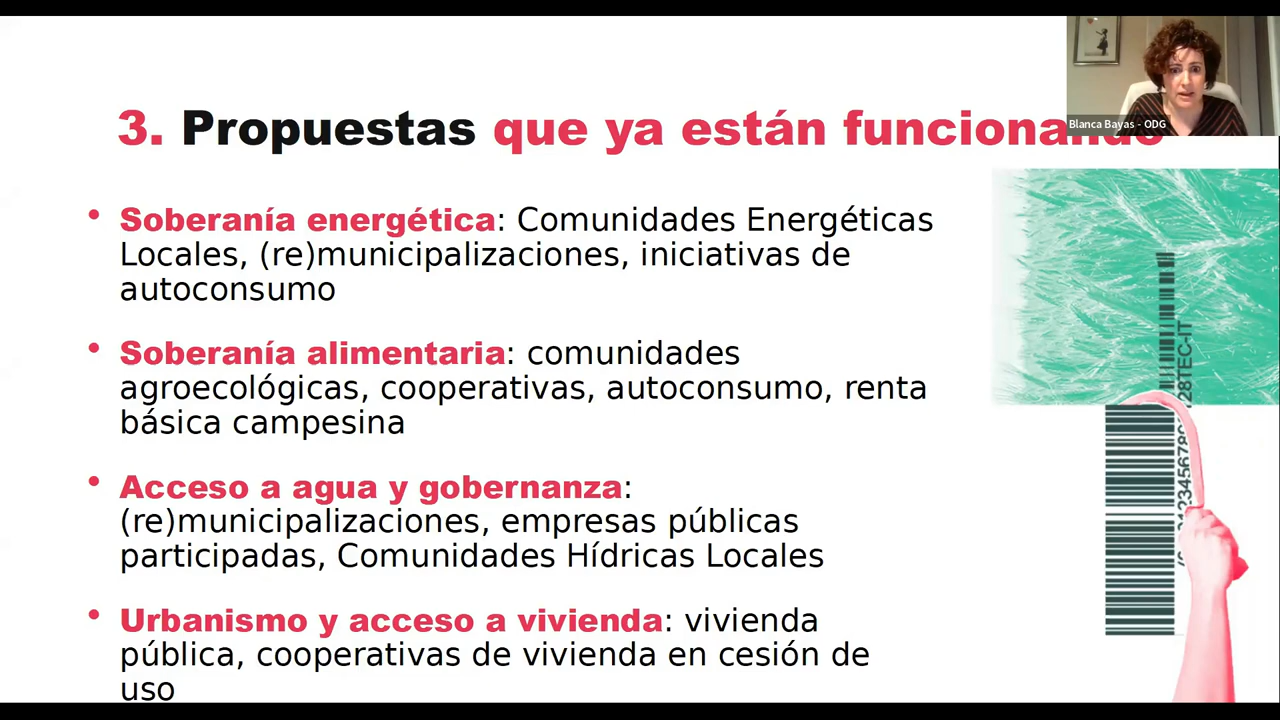 Blanca Bayas - ODG
3. Propuestas que ya están funcionando
• Soberanía energética: Comunidades Energéticas
Locales, (re)municipalizaciones, iniciativas de
autoconsumo
• Soberanía alimentaria: comunidades
agroecológicas, cooperativas, autoconsumo, renta
básica campesina
• Acceso a agua y gobernanza:
(re)municipalizaciones, empresas públicas
participadas, Comunidades Hídricas Locales
• Urbanismo y acceso a vivienda: vivienda
pública, cooperativas de vivienda en cesión de
uso